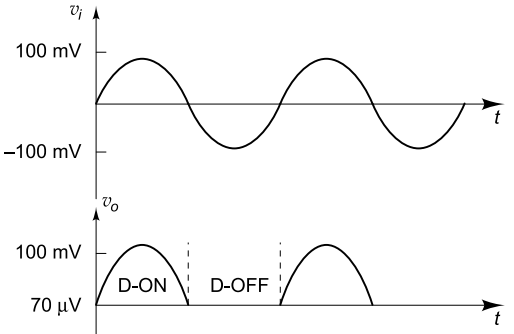 v_i
100 mV
t
–100 mV
v_o
100 mV
D-ON
D-OFF
70 μV
t